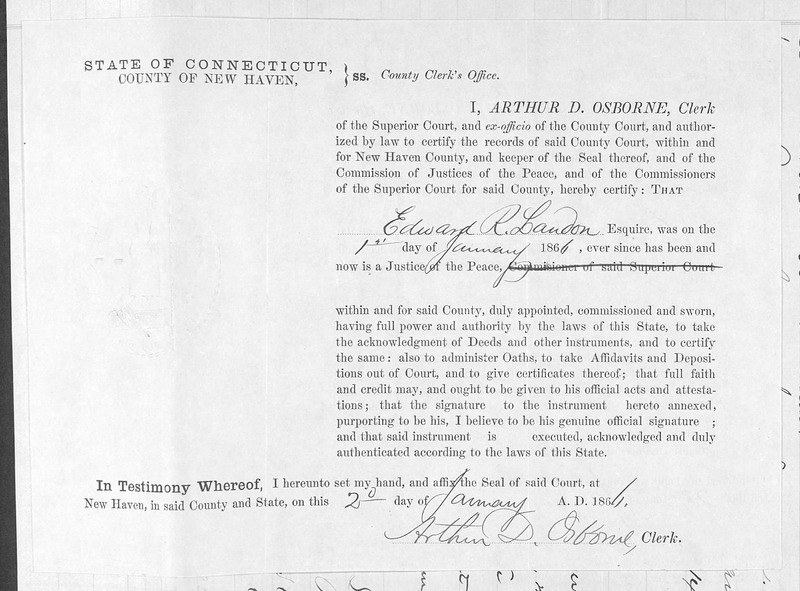 STATE OF CONNECTICUT,
COUNTY OF NEW HAVEN, } ss. County Clerk's Office.
I, ARTHUR D. OSBORNE, Clerk
of the Superior Court, and ex-officio of the County Court, and author-
ized by law to certify the records of said County Court, within and
for New Haven County, and keeper of the Seal thereof, and of the
Commission of Justices of the Peace, and of the Commissioners
of the Superior Court for said County, hereby certify: THAT
Edward R. Landon Esquire, was on the
1st day of January 1866, ever since has been and
now is a Justice of the Peace, Commisioner of said Superior Court
within and for said County, duly appointed, commissioned and sworn,
having full power and authority by the laws of this State, to take
the acknowledgment of Deeds and other instruments, and to certify
the same: also to administer Oaths, to take Affidavits and Deposi-
tions out of Court, and to give certificates thereof; that full faith
and credit may, and ought to be given to his official acts and attesta-
tions; that the signature to the instrument hereto annexed,
purporting to be his, I believe to be his genuine official signature ;
and that said instrument is executed, acknowledged and duly
authenticated according to the laws of this State.
In Testimony Whereof, I hereunto set my hand, and affix the Seal of said Court, at
New Haven, in said County and State, on this 2d day of January A. D. 1866.
Arthur D. Osborne, Clerk.